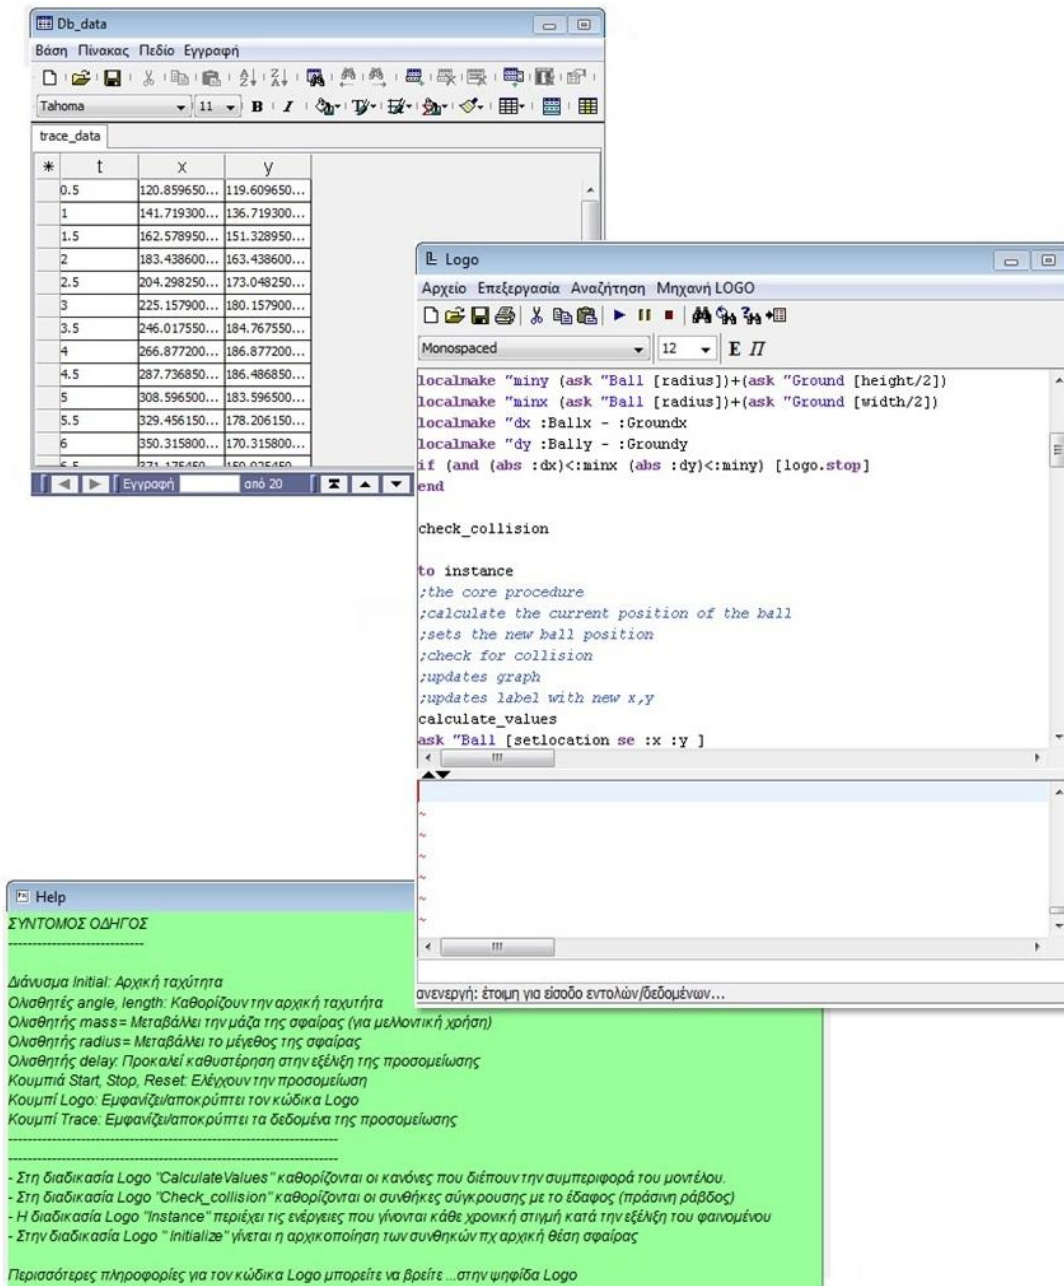 Db_data
Βάση Πίνακας Πεδίο Εγγραφή
Tahoma 11 B I
trace_data
* t x y
0.5 120.859650... 119.609650...
1 141.719300... 136.719300...
1.5 162.578950... 151.328950...
2 183.438600... 163.438600...
2.5 204.298250... 173.048250...
3 225.157900... 180.157900...
3.5 246.017550... 184.767550...
4 266.877200... 186.877200...
4.5 287.736850... 186.486850...
5 308.596500... 183.596500...
5.5 329.456150... 178.206150...
6 350.315800... 170.315800...
Εγγραφή από 20
Logo
Αρχείο Επεξεργασία Αναζήτηση Μηχανή LOGO
Monospaced 12 Ε Π
localmake "miny (ask "Ball [radius])+(ask "Ground [height/2])
localmake "minx (ask "Ball [radius])+(ask "Ground [width/2])
localmake "dx :Ballx - :Groundx
localmake "dy :Bally - :Groundy
if (and (abs :dx)<:minx (abs :dy)<:miny) [logo.stop]
end
check_collision
to instance
;the core procedure
;calculate the current position of the ball
;sets the new ball position
;check for collision
;updates graph
;updates label with new x,y
calculate_values
ask "Ball [setlocation se :x :y ]
~
~
~
~
~
~
ανενεργή: έτοιμη για είσοδο εντολών/δεδομένων...
Help
ΣΥΝΤΟΜΟΣ ΟΔΗΓΟΣ
----------------------------
Διάνυσμα Initial: Αρχική ταχύτητα
Ολισθητές angle, length: Καθορίζουν την αρχική ταχυτήτα
Ολισθητής mass= Μεταβάλλει την μάζα της σφαίρας (για μελλοντική χρήση)
Ολισθητής radius= Μεταβάλλει το μέγεθος της σφαίρας
Ολισθητής delay: Προκαλεί καθυστέρηση στην εξέλιξη της προσομείωσης
Κουμπιά Start, Stop, Reset: Ελέγχουν την προσομείωση
Κουμπί Logo: Εμφανίζει/αποκρύπτει τον κώδικα Logo
Κουμπί Trace: Εμφανίζει/αποκρύπτει τα δεδομένα της προσομείωσης
----------------------------------------------------------------------
----------------------------------------------------------------------
- Στη διαδικασία Logo "CalculateValues" καθορίζονται οι κανόνες που διέπουν την συμπεριφορά του μοντέλου.
- Στη διαδικασία Logo "Check_collision" καθορίζονται οι συνθήκες σύγκρουσης με το έδαφος (πράσινη ράβδος)
- Η διαδικασία Logo "Instance" περιέχει τις ενέργειες που γίνονται κάθε χρονική στιγμή κατά την εξέλιξη του φαινομένου
- Στην διαδικασία Logo " Initialize" γίνεται η αρχικοποίηση των συνθηκών πχ αρχική θέση σφαίρας
Περισσότερες πληροφορίες για τον κώδικα Logo μπορείτε να βρείτε ...στην ψηφίδα Logo